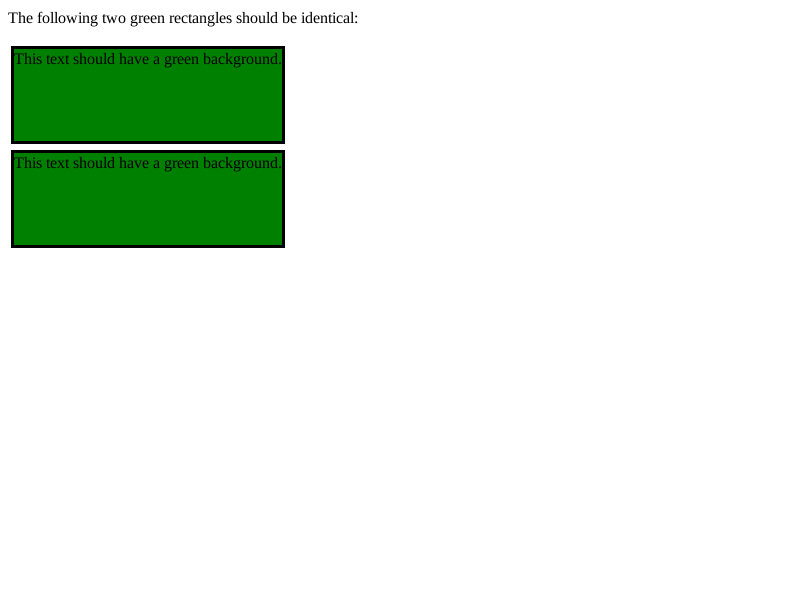 The following two green rectangles should be identical:
This text should have a green background.
This text should have a green background.